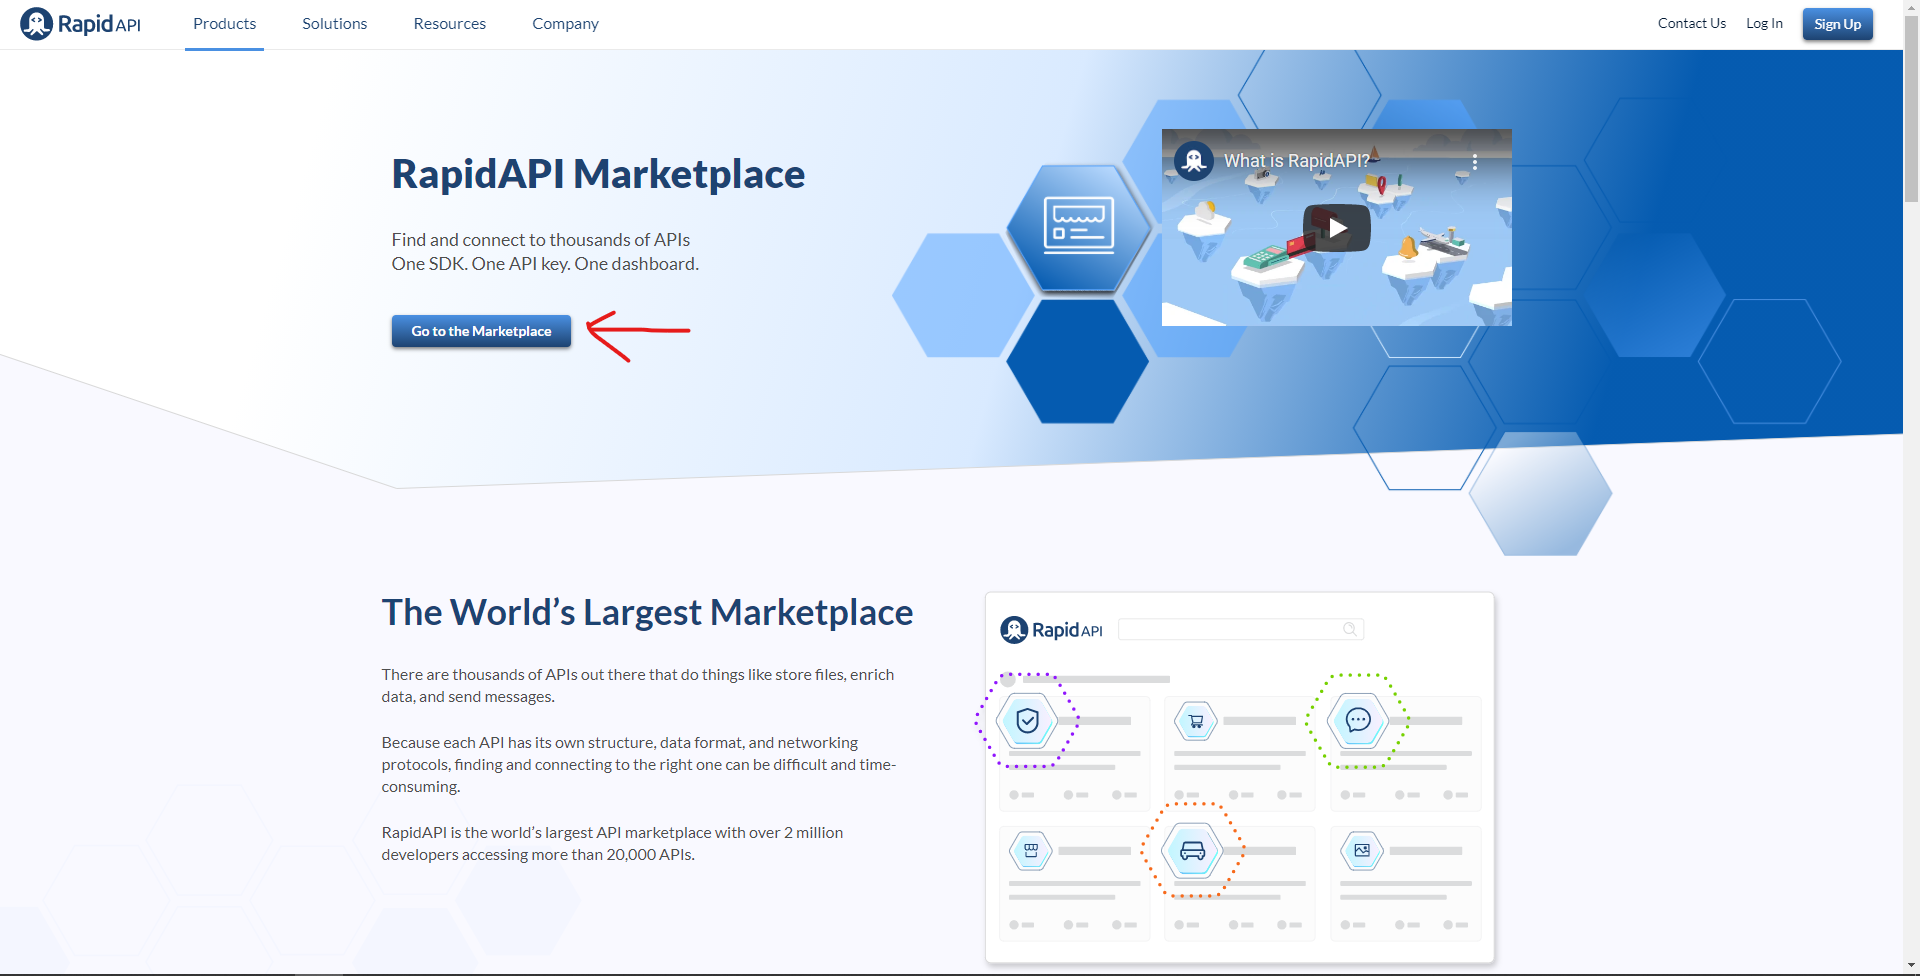 RapidAPI
Products
Solutions
Resources
Company
Contact Us
Log In
Sign Up
RapidAPI Marketplace
Find and connect to thousands of APIs
One SDK. One API key. One dashboard.
Go to the Marketplace
What is RapidAPI?
The World’s Largest Marketplace
There are thousands of APIs out there that do things like store files, enrich
data, and send messages.
Because each API has its own structure, data format, and networking
protocols, finding and connecting to the right one can be difficult and time-
consuming.
RapidAPI is the world’s largest API marketplace with over 2 million
developers accessing more than 20,000 APIs.
RapidAPI